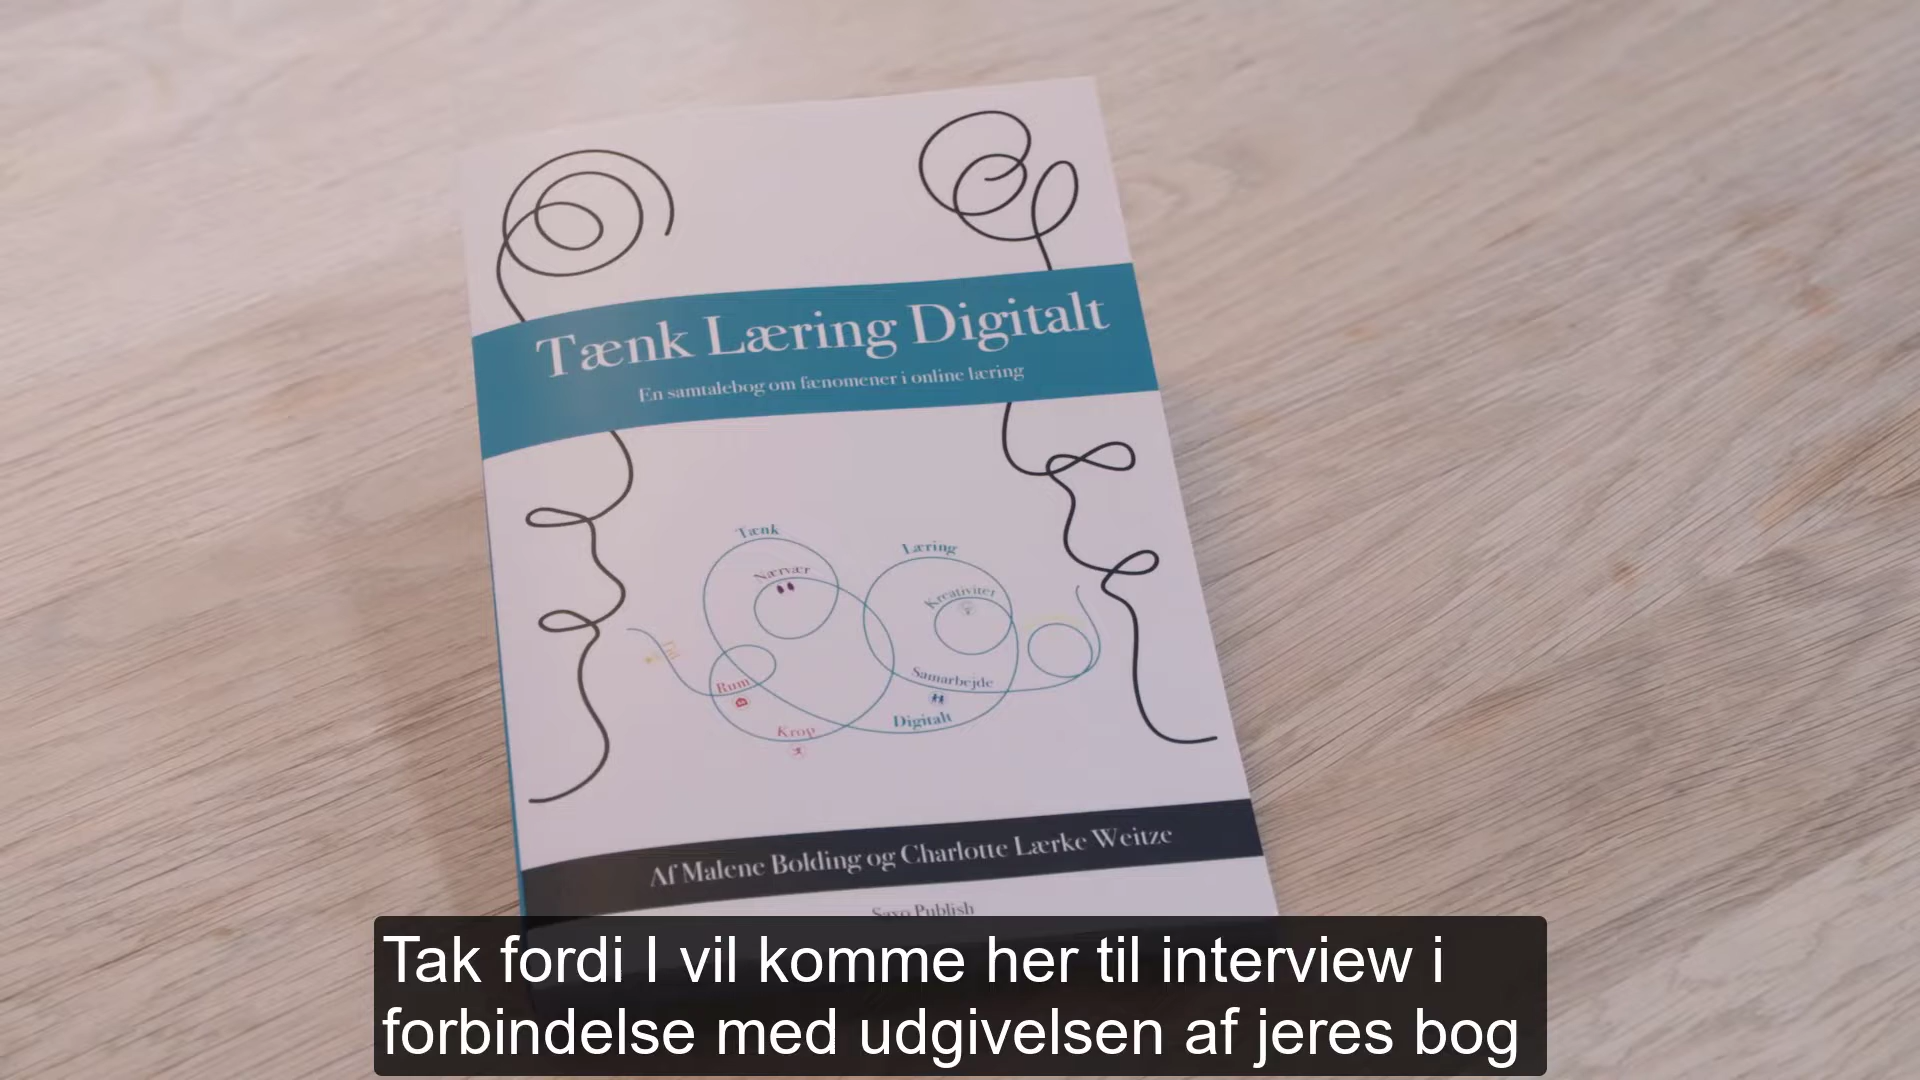 Tænk Læring Digitalt
En samtalebog om fænomener i online læring
Tænk
Læring
Nærvær
Kreativitet
Tid
Rum
Samarbejde
Krop
Digitalt
Af Malene Bolding og Charlotte Lærke Weitze
Saxo Publish
Tak fordi I vil komme her til interview i
forbindelse med udgivelsen af jeres bog